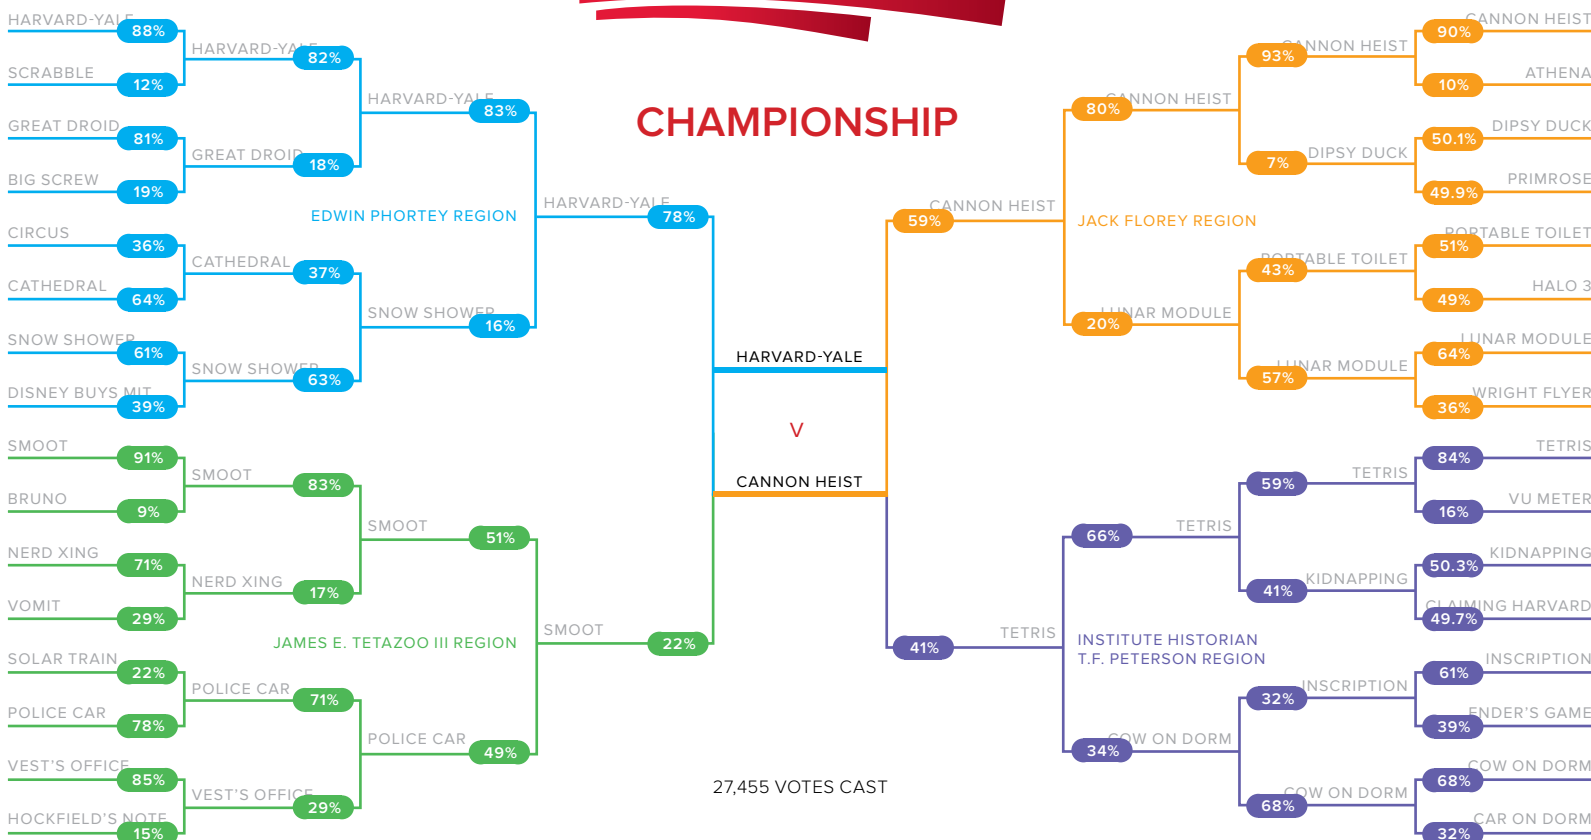 HARVARD-YALE
88%
SCRABBLE
12%
GREAT DROID
81%
BIG SCREW
19%
CIRCUS
36%
CATHEDRAL
64%
SNOW SHOWER
61%
DISNEY BUYS MIT
39%
SMOOT
91%
BRUNO
9%
NERD XING
71%
VOMIT
29%
SOLAR TRAIN
22%
POLICE CAR
78%
VEST'S OFFICE
85%
HOCKFIELD'S NOTE
15%
HARVARD-YALE
82%
GREAT DROID
18%
CATHEDRAL
37%
SNOW SHOWER
63%
SMOOT
83%
NERD XING
17%
POLICE CAR
71%
VEST'S OFFICE
29%
HARVARD-YALE
83%
SNOW SHOWER
16%
SMOOT
51%
POLICE CAR
49%
EDWIN PHORTEY REGION
JAMES E. TETAZOO III REGION
HARVARD-YALE
78%
SMOOT
22%
CHAMPIONSHIP
HARVARD-YALE
V
CANNON HEIST
27,455 VOTES CAST
59%
CANNON HEIST
41%
TETRIS
JACK FLOREY REGION
INSTITUTE HISTORIAN
T.F. PETERSON REGION
80%
CANNON HEIST
20%
LUNAR MODULE
66%
TETRIS
34%
COW ON DORM
93%
CANNON HEIST
7%
DIPSY DUCK
43%
PORTABLE TOILET
57%
LUNAR MODULE
59%
TETRIS
41%
KIDNAPPING
32%
INSCRIPTION
68%
COW ON DORM
90%
CANNON HEIST
10%
ATHENA
50.1%
DIPSY DUCK
49.9%
PRIMROSE
51%
PORTABLE TOILET
49%
HALO 3
64%
LUNAR MODULE
36%
WRIGHT FLYER
84%
TETRIS
16%
VU METER
50.3%
KIDNAPPING
49.7%
CLAIMING HARVARD
61%
INSCRIPTION
39%
ENDER'S GAME
68%
COW ON DORM
32%
CAR ON DORM